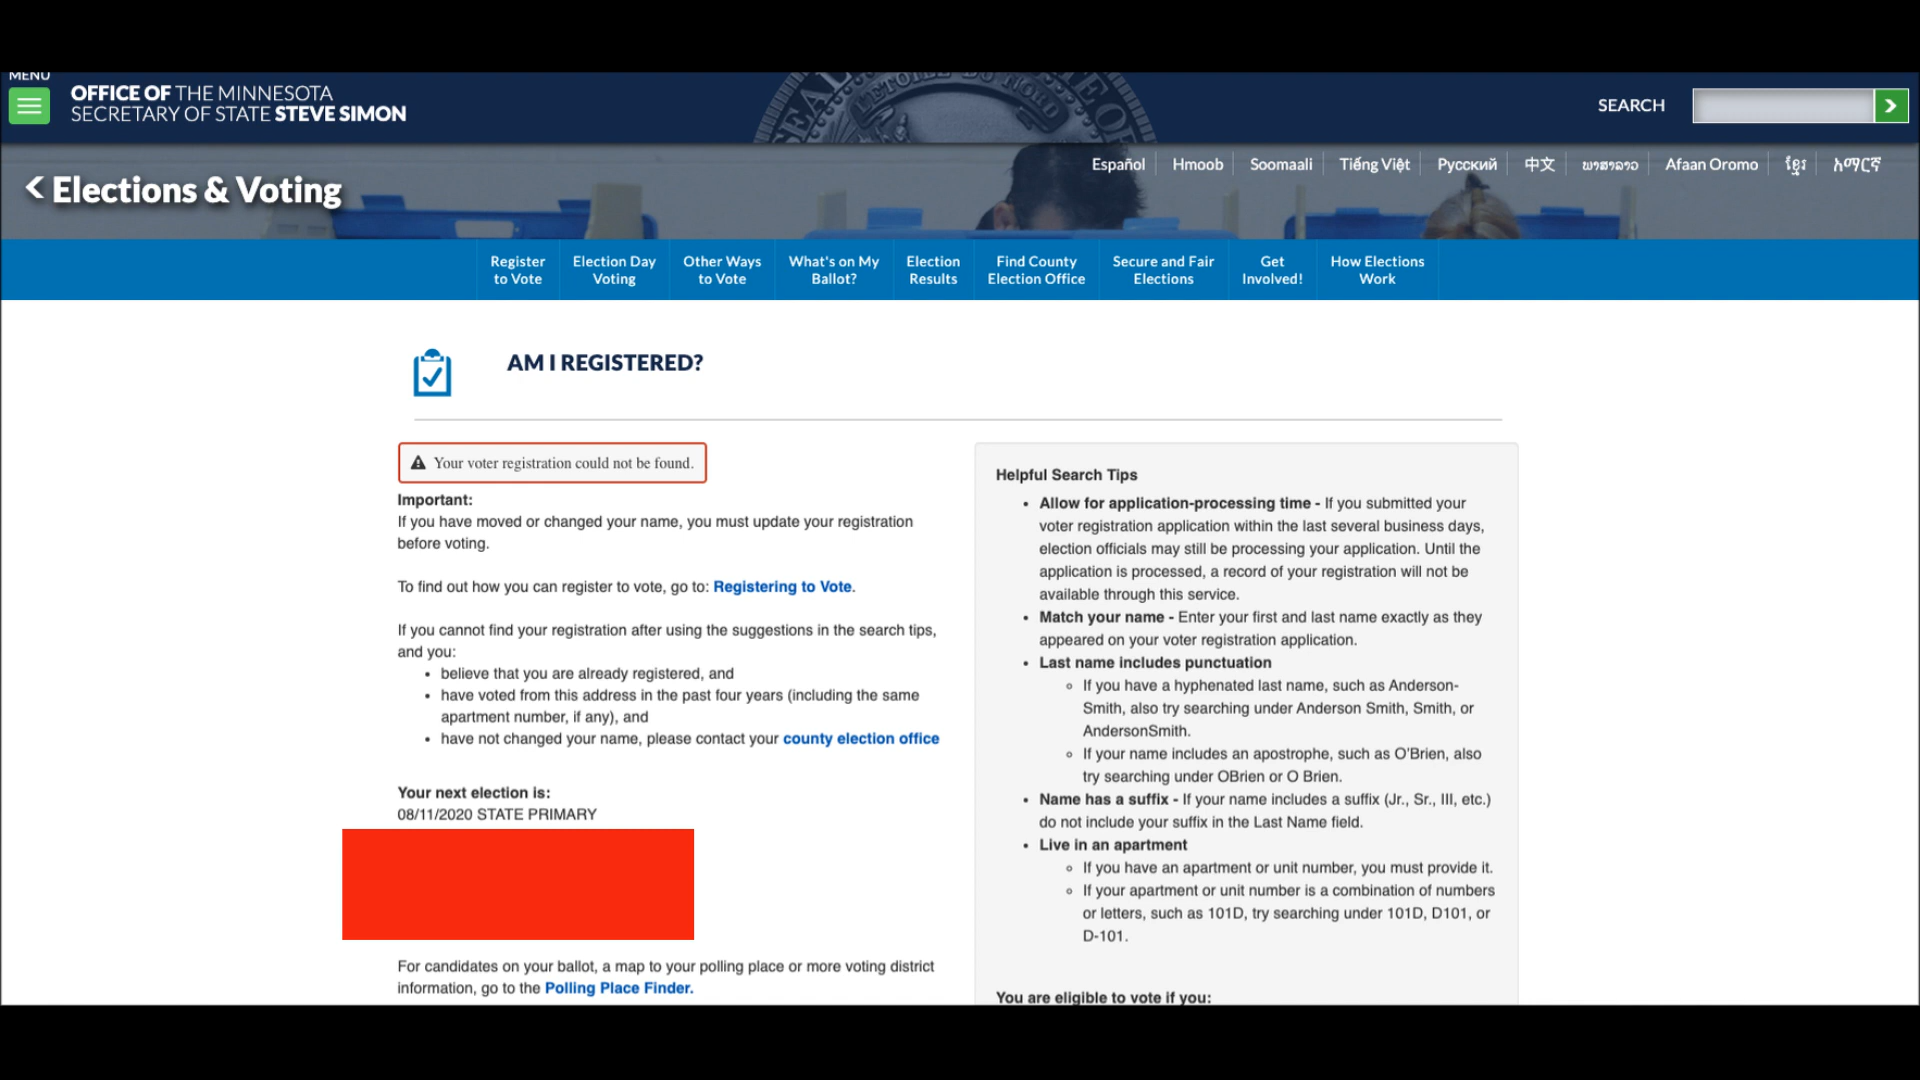 MENU
OFFICE OF THE MINNESOTA
SECRETARY OF STATE STEVE SIMON
SEARCH
Español
Hmoob
Soomaali
Tiếng Việt
Русский
中文
ພາສາລາວ
Afaan Oromo
ខ្មែរ
አማርኛ
< Elections & Voting
Register to Vote
Election Day Voting
Other Ways to Vote
What's on My Ballot?
Election Results
Find County Election Office
Secure and Fair Elections
Get Involved!
How Elections Work
AM I REGISTERED?
Your voter registration could not be found.
Important:
If you have moved or changed your name, you must update your registration
before voting.
To find out how you can register to vote, go to: Registering to Vote.
If you cannot find your registration after using the suggestions in the search tips,
and you:
• believe that you are already registered, and
• have voted from this address in the past four years (including the same
apartment number, if any), and
• have not changed your name, please contact your county election office
Your next election is:
08/11/2020 STATE PRIMARY
For candidates on your ballot, a map to your polling place or more voting district
information, go to the Polling Place Finder.
Helpful Search Tips
• Allow for application-processing time - If you submitted your
voter registration application within the last several business days,
election officials may still be processing your application. Until the
application is processed, a record of your registration will not be
available through this service.
• Match your name - Enter your first and last name exactly as they
appeared on your voter registration application.
• Last name includes punctuation
◦ If you have a hyphenated last name, such as Anderson-
Smith, also try searching under Anderson Smith, Smith, or
AndersonSmith.
◦ If your name includes an apostrophe, such as O'Brien, also
try searching under OBrien or O Brien.
• Name has a suffix - If your name includes a suffix (Jr., Sr., III, etc.)
do not include your suffix in the Last Name field.
• Live in an apartment
◦ If you have an apartment or unit number, you must provide it.
◦ If your apartment or unit number is a combination of numbers
or letters, such as 101D, try searching under 101D, D101, or
D-101.
You are eligible to vote if you: